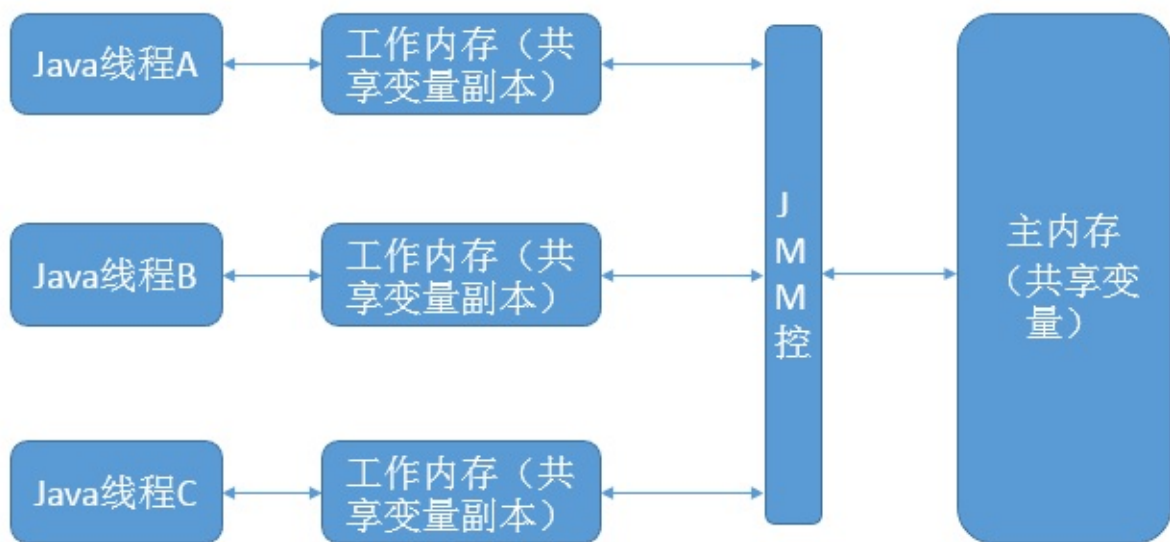 Java线程A
工作内存（共
享变量副本）
Java线程B
工作内存（共
享变量副本）
Java线程C
工作内存（共
享变量副本）
J
M
M
控
主内存
（共享变
量）